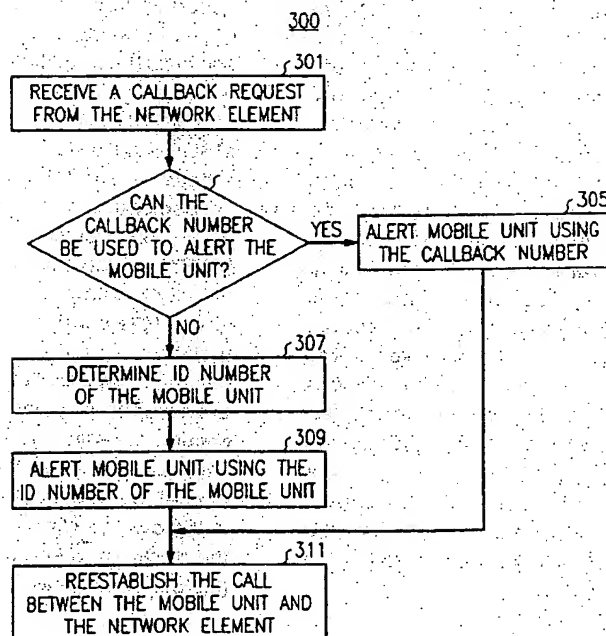 300
301
RECEIVE A CALLBACK REQUEST
FROM THE NETWORK ELEMENT
CAN THE
CALLBACK NUMBER
BE USED TO ALERT THE
MOBILE UNIT?
YES
305
ALERT MOBILE UNIT USING
THE CALLBACK NUMBER
NO
307
DETERMINE ID NUMBER
OF THE MOBILE UNIT
309
ALERT MOBILE UNIT USING THE
ID NUMBER OF THE MOBILE UNIT
311
REESTABLISH THE CALL
BETWEEN THE MOBILE UNIT AND
THE NETWORK ELEMENT